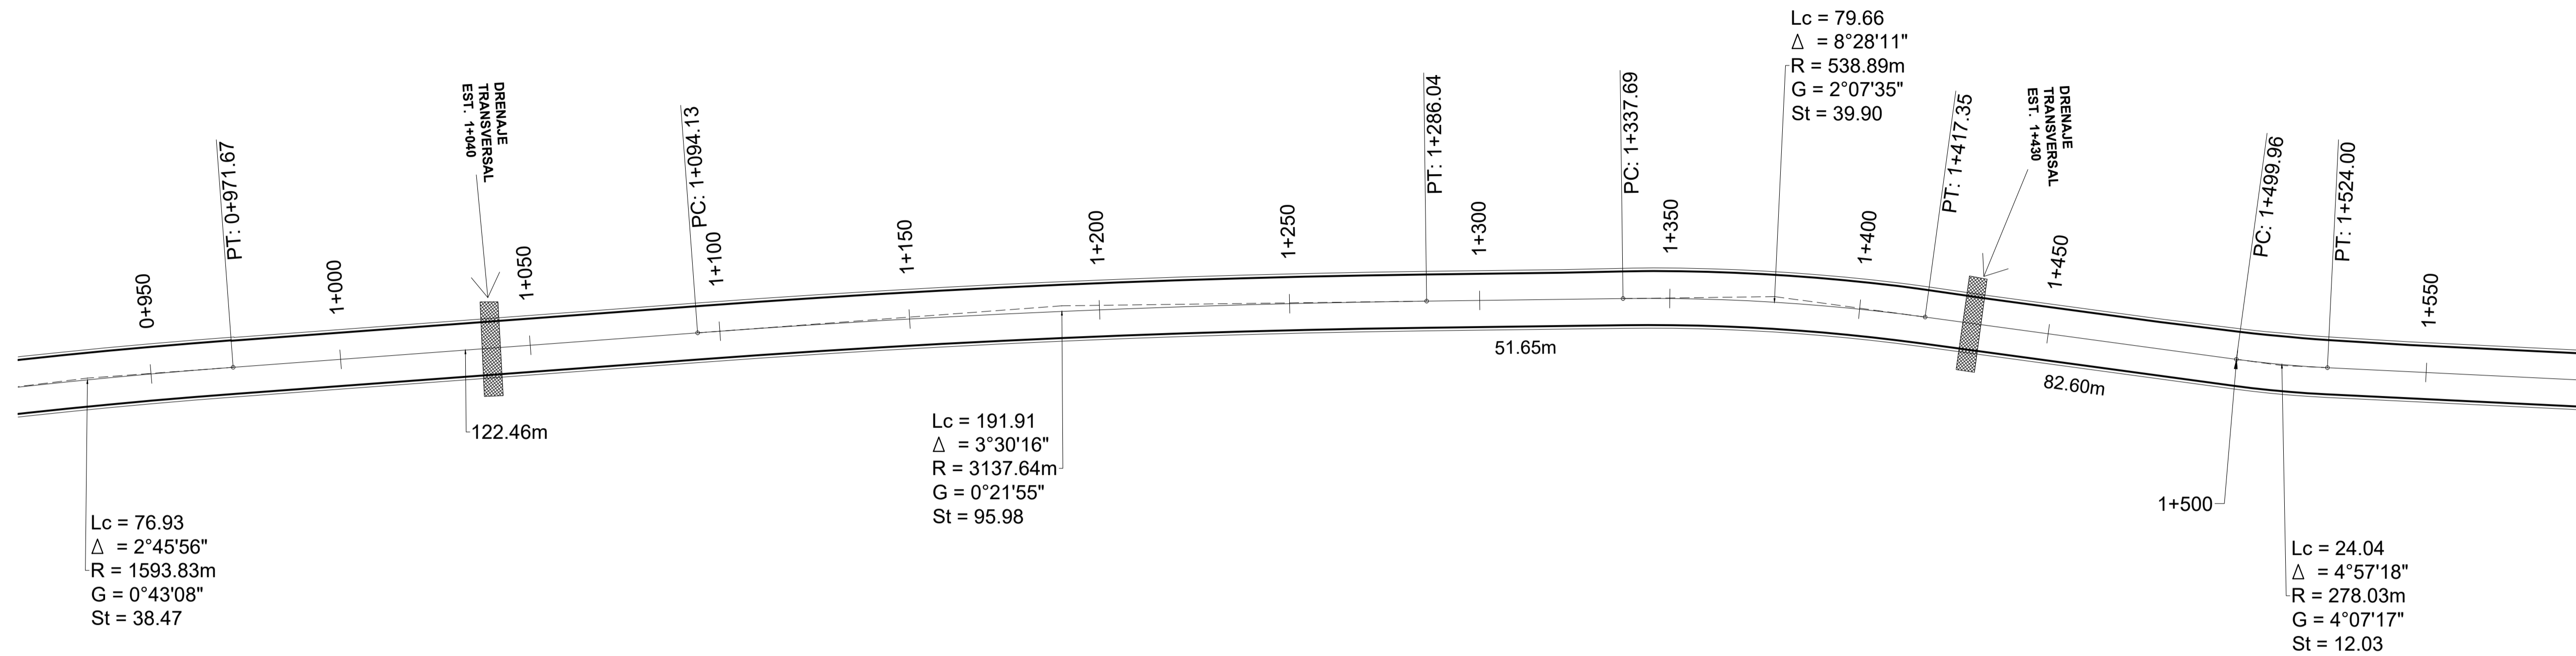 Lc = 79.66
Δ = 8°28'11"
R = 538.89m
G = 2°07'35"
St = 39.90
DRENAJE
TRANSVERSAL
EST. 1+040
DRENAJE
TRANSVERSAL
EST. 1+430
PT: 0+971.67
PC: 1+094.13
PT: 1+286.04
PC: 1+337.69
PT: 1+417.35
PC: 1+499.96
PT: 1+524.00
0+950
1+000
1+050
1+100
1+150
1+200
1+250
1+300
1+350
1+400
1+450
1+550
51.65m
82.60m
122.46m
Lc = 191.91
Δ = 3°30'16"
R = 3137.64m
G = 0°21'55"
St = 95.98
1+500
Lc = 76.93
Δ = 2°45'56"
R = 1593.83m
G = 0°43'08"
St = 38.47
Lc = 24.04
Δ = 4°57'18"
R = 278.03m
G = 4°07'17"
St = 12.03